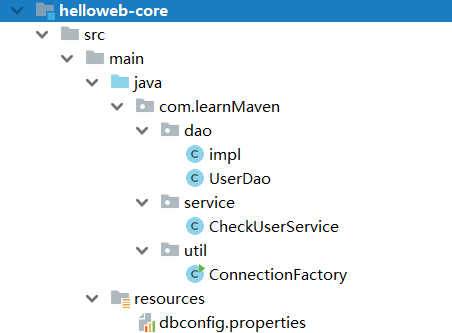 helloweb-core
src
main
java
com.learnMaven
dao
impl
UserDao
service
CheckUserService
util
ConnectionFactory
resources
dbconfig.properties